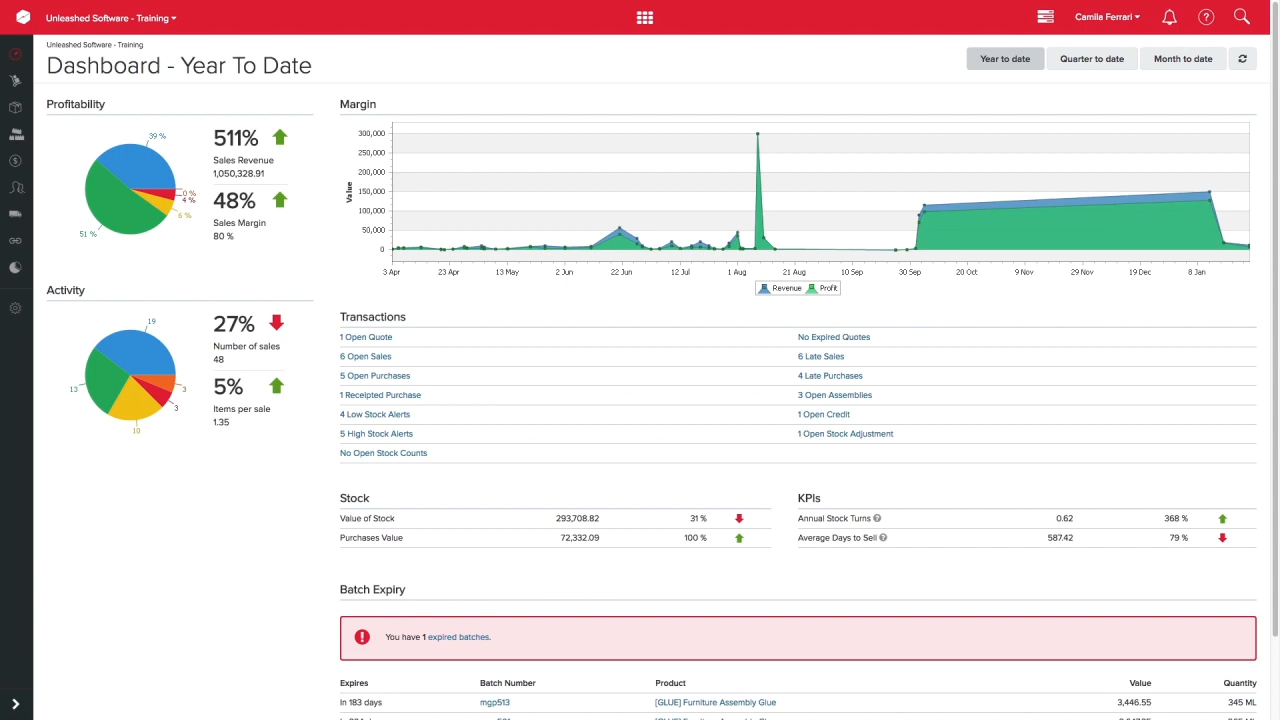 Unleashed Software - Training
Camila Ferrari
Unleashed Software - Training
Dashboard - Year To Date
Year to date
Quarter to date
Month to date
Profitability
39 %
0 %
4 %
6 %
51 %
511%
Sales Revenue
1,050,328.91
48%
Sales Margin
80 %
Activity
19
3
3
10
13
27%
Number of sales
48
5%
Items per sale
1.35
Margin
Value
300,000
250,000
200,000
150,000
100,000
50,000
0
3 Apr 23 Apr 13 May 2 Jun 22 Jun 12 Jul 1 Aug 21 Aug 10 Sep 30 Sep 20 Oct 9 Nov 29 Nov 19 Dec 8 Jan
Revenue Profit
Transactions
1 Open Quote No Expired Quotes
6 Open Sales 6 Late Sales
5 Open Purchases 4 Late Purchases
1 Receipted Purchase 3 Open Assemblies
4 Low Stock Alerts 1 Open Credit
5 High Stock Alerts 1 Open Stock Adjustment
No Open Stock Counts
Stock
Value of Stock 293,708.82 31 %
Purchases Value 72,332.09 100 %
KPIs
Annual Stock Turns 0.62 368 %
Average Days to Sell 587.42 79 %
Batch Expiry
You have 1 expired batches.
Expires Batch Number Product Value Quantity
In 183 days mgp513 [GLUE] Furniture Assembly Glue 3,446.55 345 ML